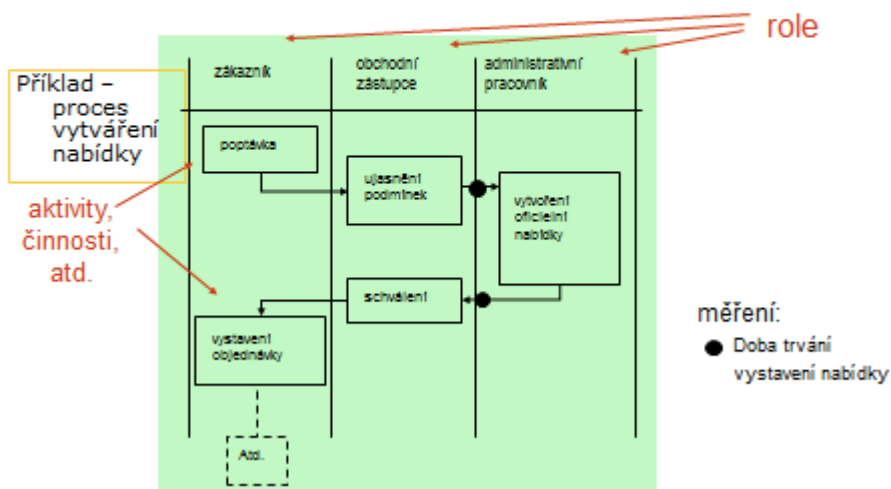 role
zákazník
obchodní
zástupce
administrativní
pracovník
Příklad –
proces
vytváření
nabídky
poptávka
ujasnění
podmínek
vytvoření
oficielní
nabídky
aktivity,
činnosti,
atd.
schválení
vystavení
objednávky
měření:
Doba trvání
vystavení nabídky
Atd.